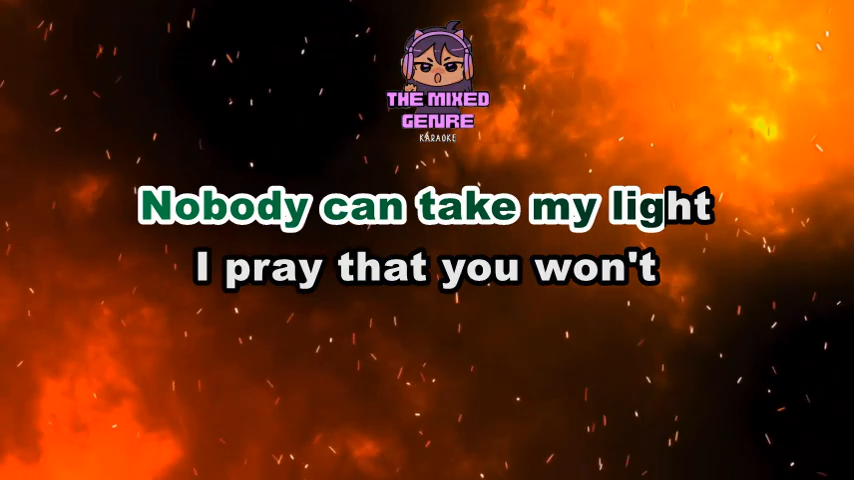 THE MIXED
GENRE
KARAOKE
Nobody can take my light
I pray that you won't